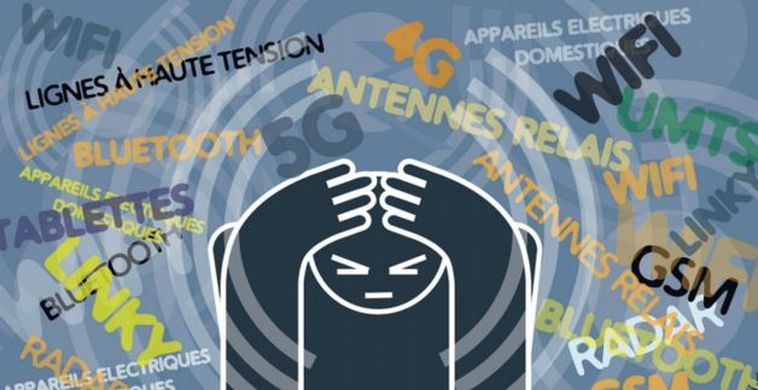 WIFI
LIGNES À HAUTE TENSION
LIGNES À HAUTE TENSION
4G
APPAREILS ELECTRIQUES
DOMESTIQUES
WIFI
ANTENNES RELAIS
UMTS
5G
BLUETOOTH
ANTENNES RELAIS
WIFI
APPAREILS ELECTRIQUES
DOMESTIQUES
LINKY
TABLETTES
WIFI
BLUETOOTH
LINKY
GSM
BLUETOOTH
RADAR
RADAR
APPAREILS ELECTRIQUES
GSM